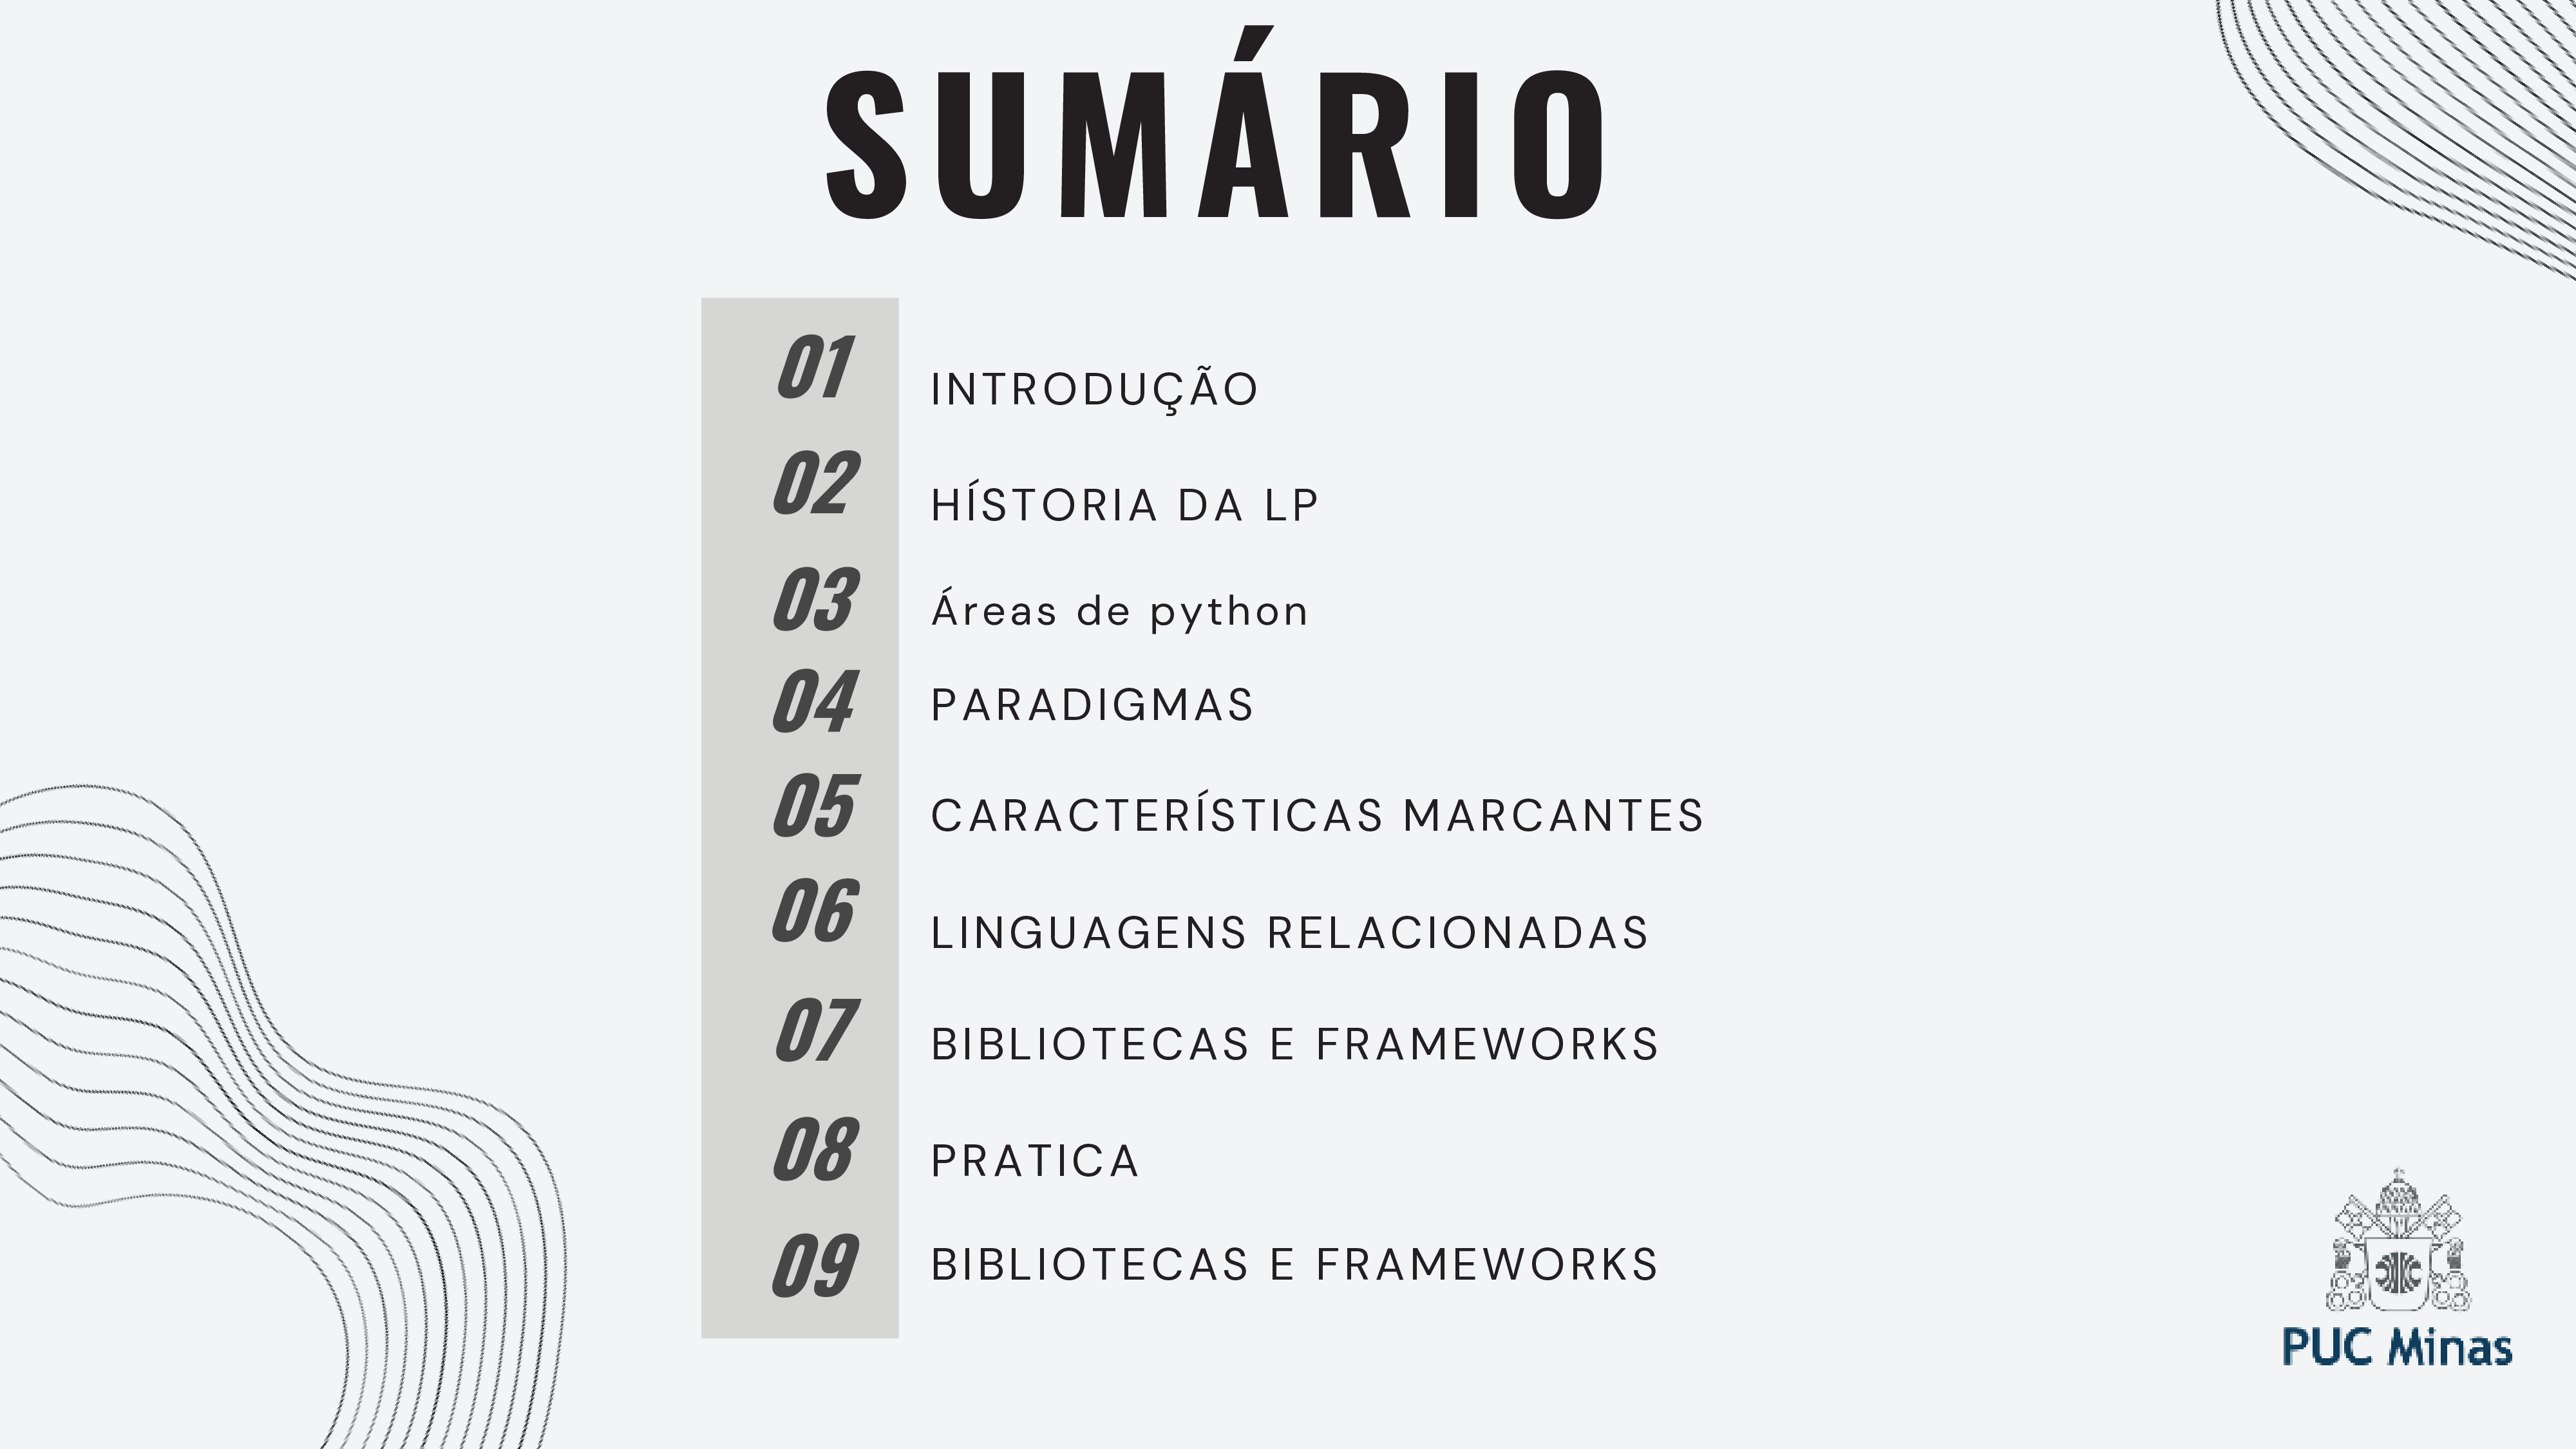 SUMÁRIO
01 INTRODUÇÃO
02 HÍSTORIA DA LP
03 Áreas de python
04 PARADIGMAS
05 CARACTERÍSTICAS MARCANTES
06 LINGUAGENS RELACIONADAS
07 BIBLIOTECAS E FRAMEWORKS
08 PRATICA
09 BIBLIOTECAS E FRAMEWORKS
PUC Minas